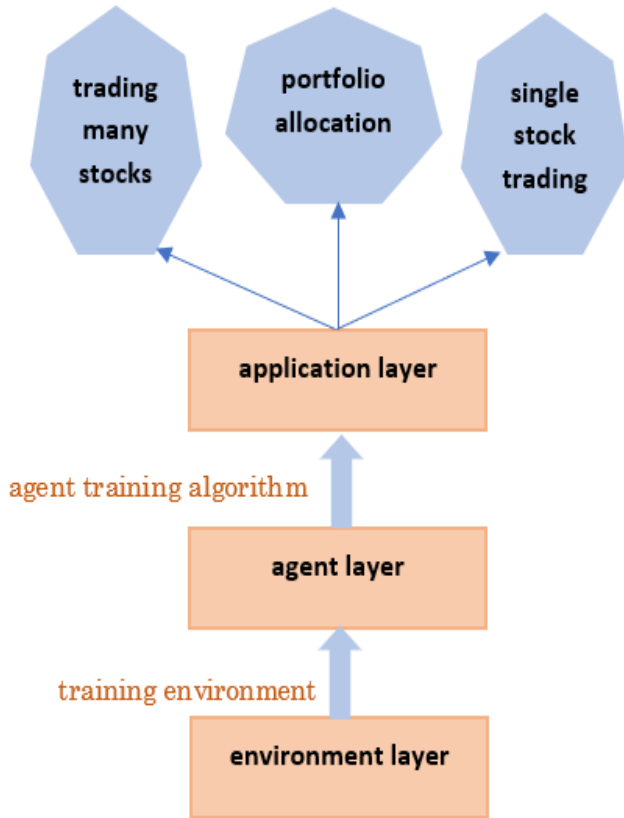 trading
many
stocks
portfolio
allocation
single
stock
trading
application layer
agent training algorithm
agent layer
training environment
environment layer